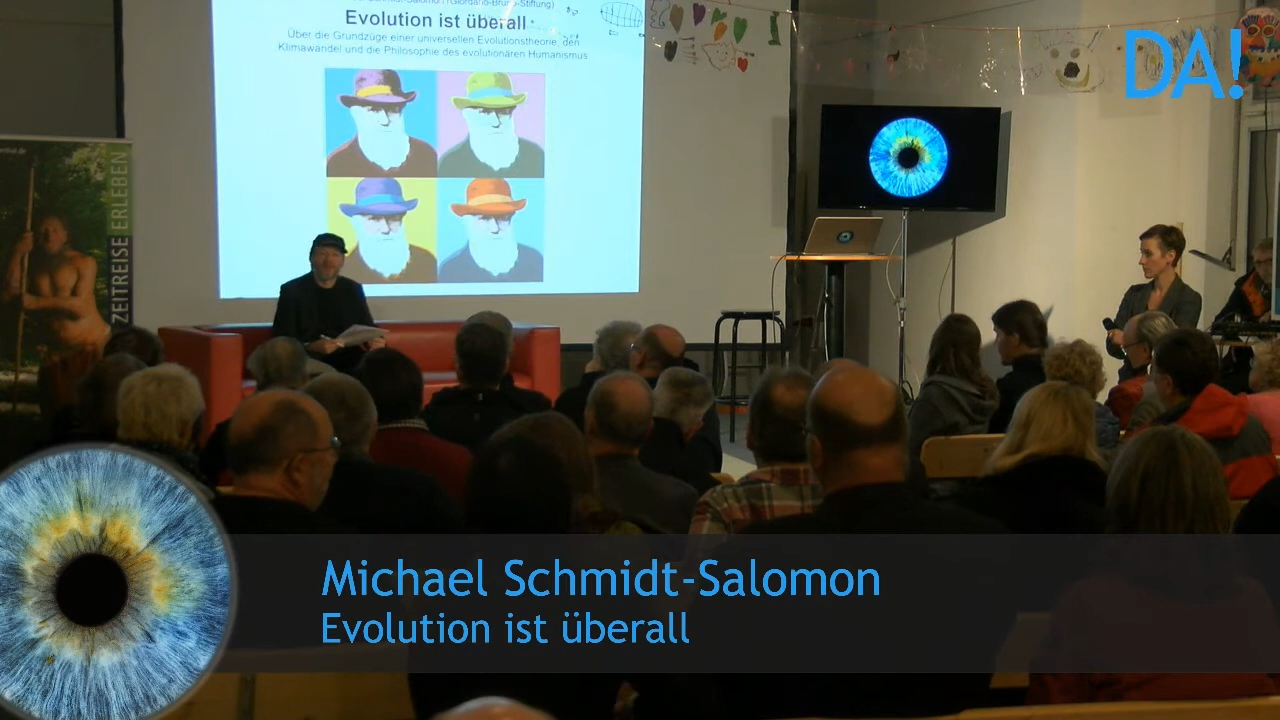 Evolution ist überall
Über die Grundzüge einer universellen Evolutionstheorie, den
Klimawandel und die Philosophie des evolutionären Humanismus
DA!
ZEITREISE ERLEBEN
Michael Schmidt-Salomon
Evolution ist überall